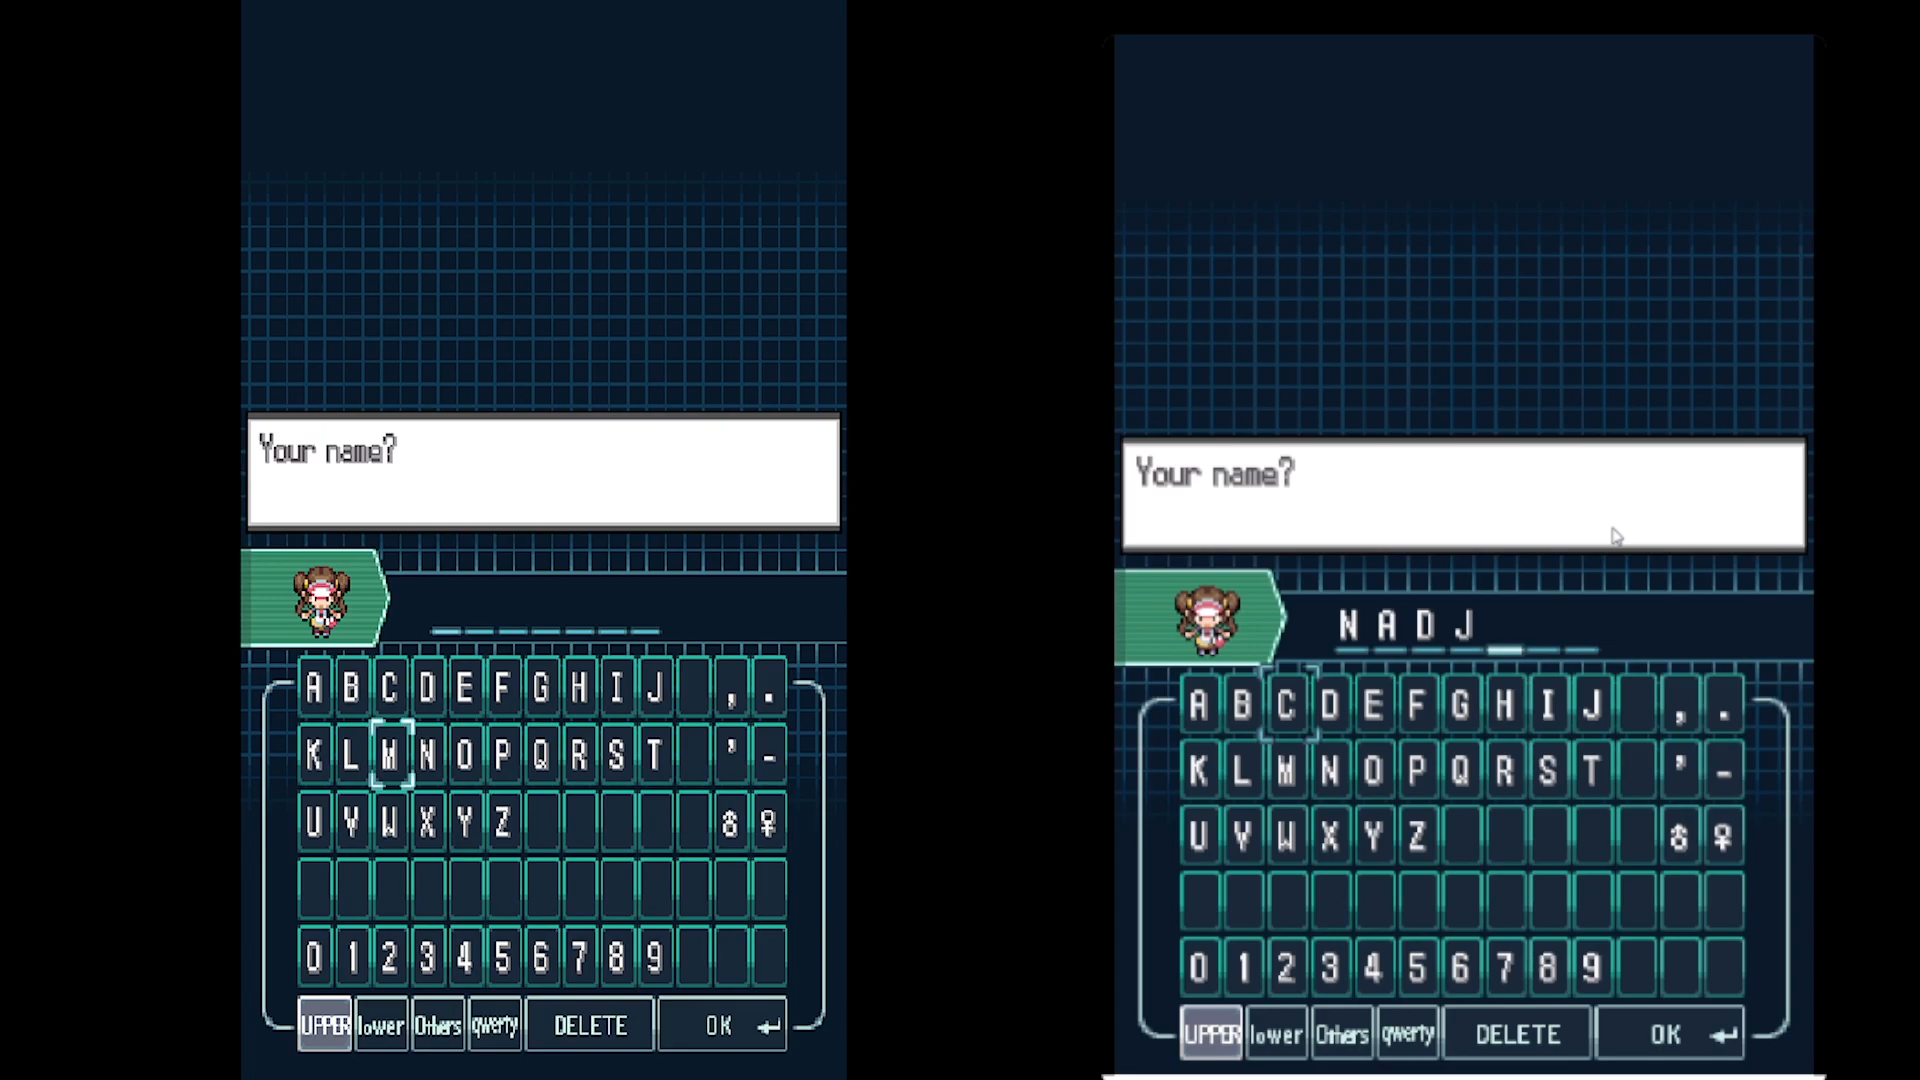 Your name?
A B C D E F G H I J , .
K L M N O P Q R S T ' -
U V W X Y Z ♂ ♀
0 1 2 3 4 5 6 7 8 9
UPPER lower Others qwerty DELETE OK
Your name?
N A D J
A B C D E F G H I J , .
K L M N O P Q R S T ' -
U V W X Y Z ♂ ♀
0 1 2 3 4 5 6 7 8 9
UPPER lower Others qwerty DELETE OK